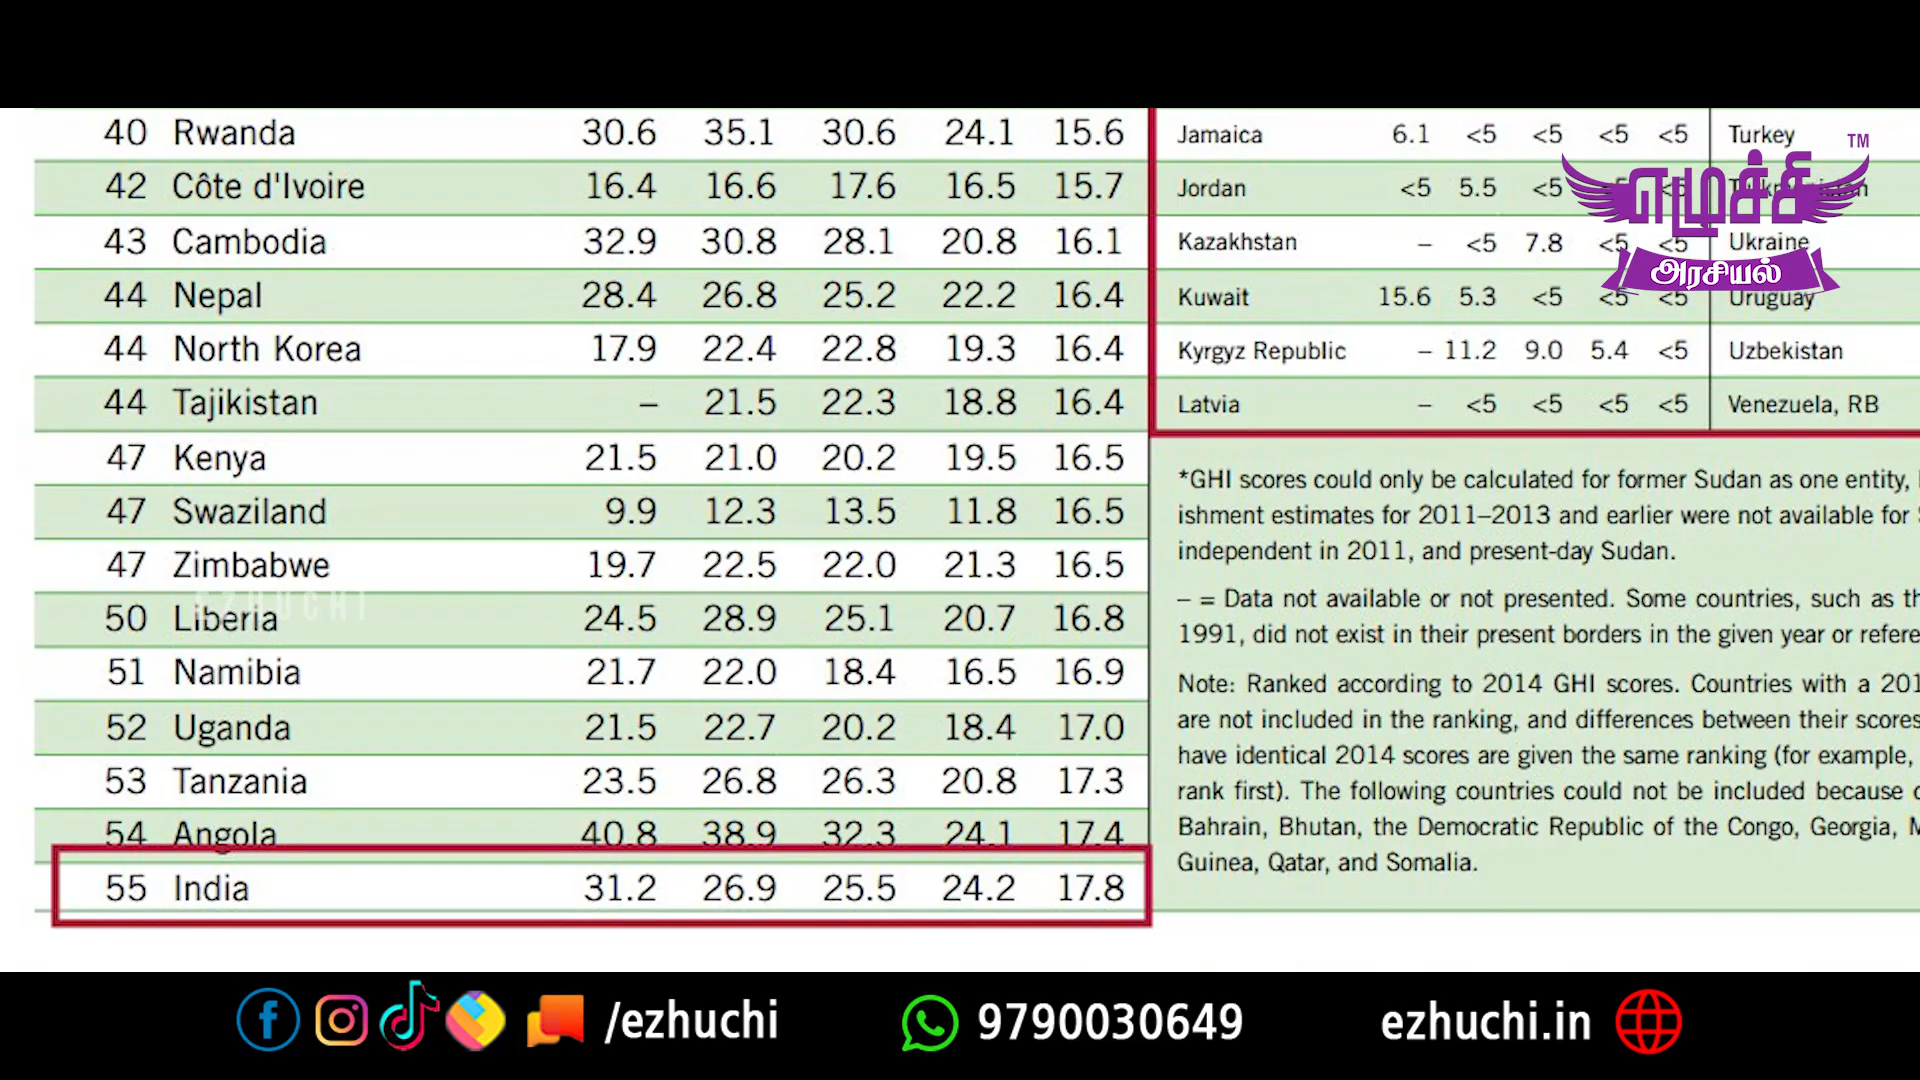 40 Rwanda 30.6 35.1 30.6 24.1 15.6
42 Côte d'Ivoire 16.4 16.6 17.6 16.5 15.7
43 Cambodia 32.9 30.8 28.1 20.8 16.1
44 Nepal 28.4 26.8 25.2 22.2 16.4
44 North Korea 17.9 22.4 22.8 19.3 16.4
44 Tajikistan – 21.5 22.3 18.8 16.4
47 Kenya 21.5 21.0 20.2 19.5 16.5
47 Swaziland 9.9 12.3 13.5 11.8 16.5
47 Zimbabwe 19.7 22.5 22.0 21.3 16.5
EZHUCHI
50 Liberia 24.5 28.9 25.1 20.7 16.8
51 Namibia 21.7 22.0 18.4 16.5 16.9
52 Uganda 21.5 22.7 20.2 18.4 17.0
53 Tanzania 23.5 26.8 26.3 20.8 17.3
54 Angola 40.8 38.9 32.3 24.1 17.4
55 India 31.2 26.9 25.5 24.2 17.8
Jamaica 6.1 <5 <5 <5 <5 Turkey
Jordan <5 5.5 <5 <5 <5
Kazakhstan – <5 7.8 <5 <5 Ukraine
Kuwait 15.6 5.3 <5 <5 <5 Uruguay
Kyrgyz Republic – 11.2 9.0 5.4 <5 Uzbekistan
Latvia – <5 <5 <5 <5 Venezuela, RB
TM
எழுச்சி
அரசியல்
*GHI scores could only be calculated for former Sudan as one entity,
ishment estimates for 2011–2013 and earlier were not available for
independent in 2011, and present-day Sudan.
– = Data not available or not presented. Some countries, such as
1991, did not exist in their present borders in the given year or
Note: Ranked according to 2014 GHI scores. Countries with a
are not included in the ranking, and differences between their scores
have identical 2014 scores are given the same ranking (for example,
rank first). The following countries could not be included because
Bahrain, Bhutan, the Democratic Republic of the Congo, Georgia,
Guinea, Qatar, and Somalia.
/ezhuchi 9790030649 ezhuchi.in